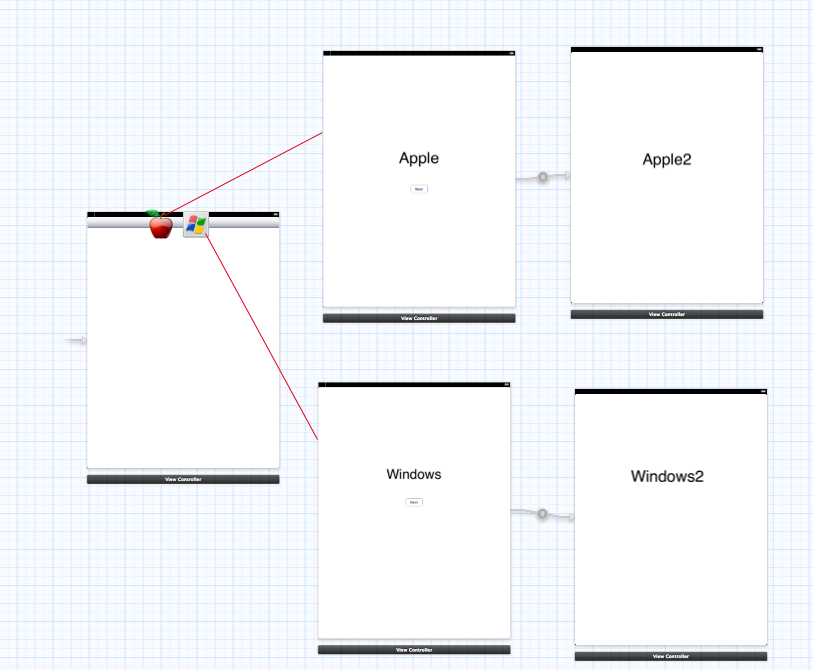 Apple
Next
View Controller
Apple2
View Controller
View Controller
Windows
Next
View Controller
Windows2
View Controller